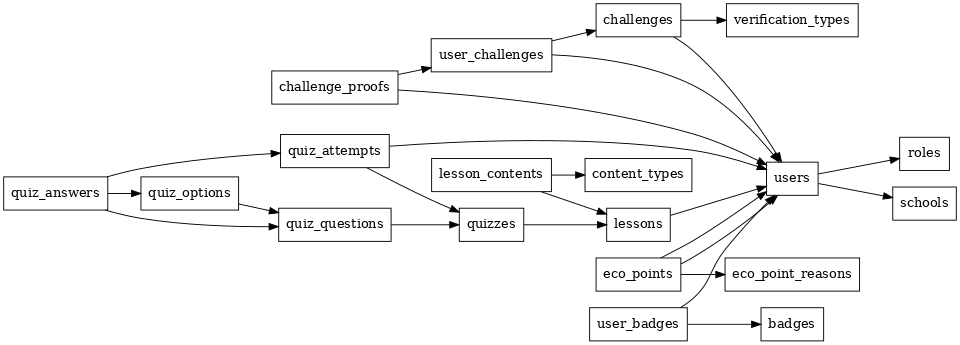 challenges
verification_types
user_challenges
challenge_proofs
quiz_attempts
roles
lesson_contents
content_types
users
quiz_answers
quiz_options
schools
quiz_questions
quizzes
lessons
eco_points
eco_point_reasons
user_badges
badges